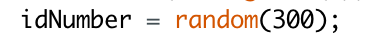 idNumber = random(300);